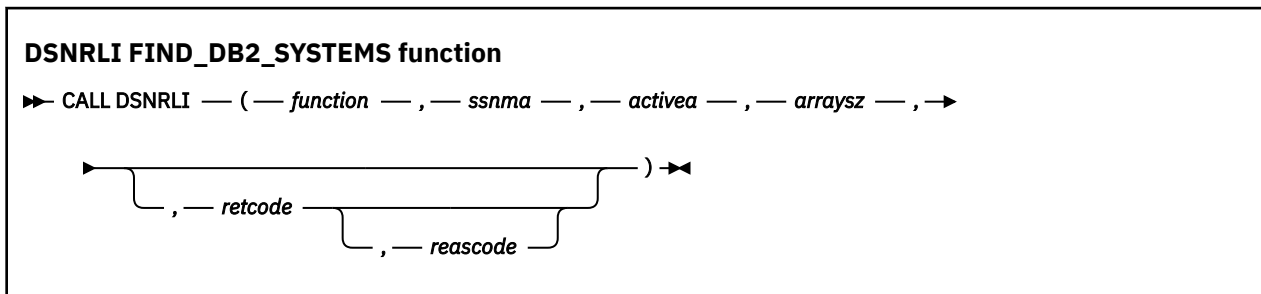 DSNRLI FIND_DB2_SYSTEMS function
CALL DSNRLI ( function , ssnma , activea , arraysz ,
)
, retcode
, reascode